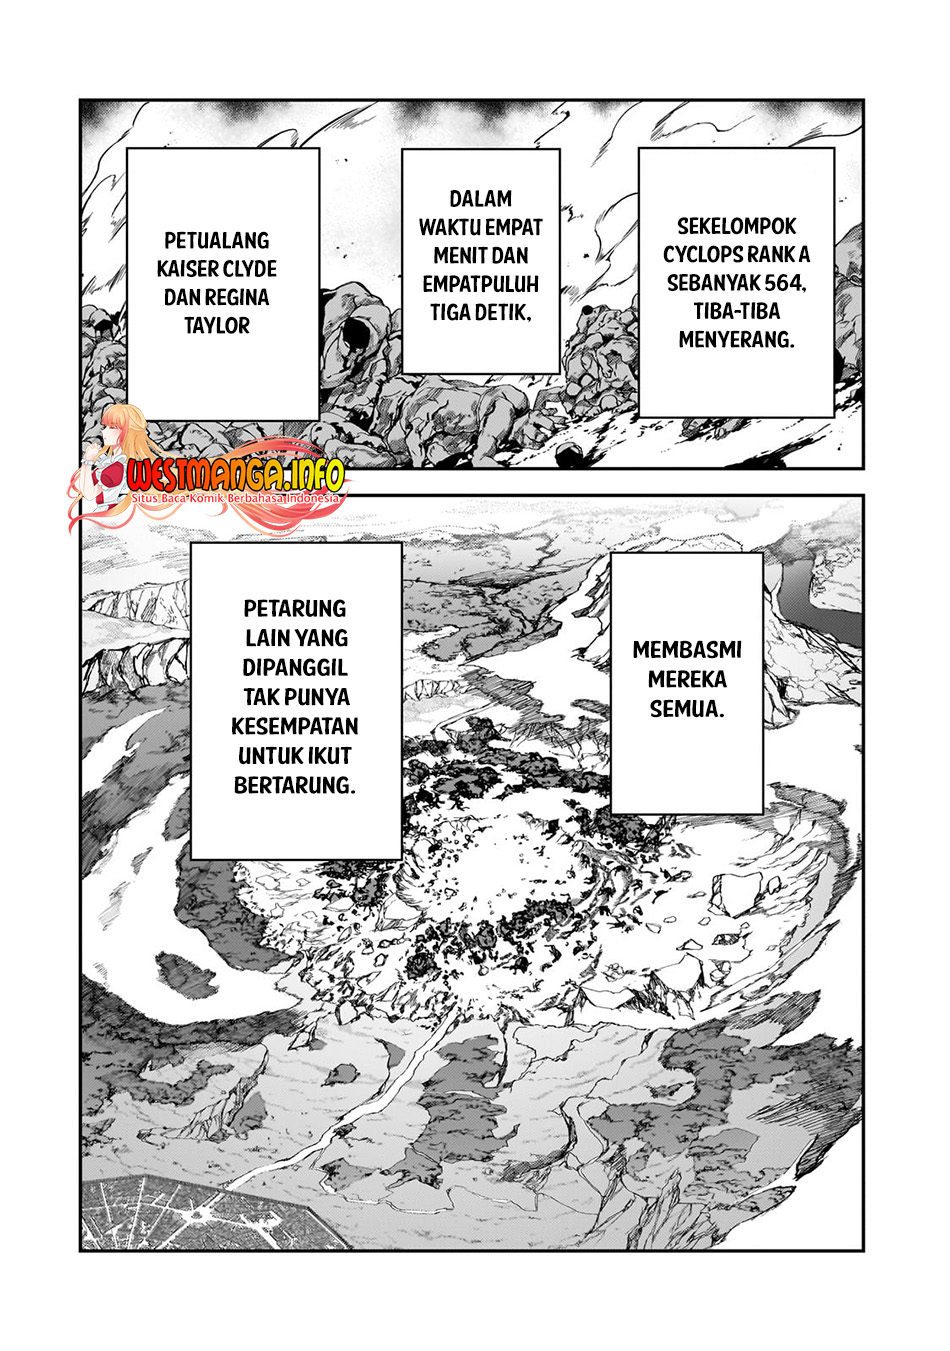 SEKELOMPOK
CYCLOPS RANK A
SEBANYAK 564,
TIBA-TIBA
MENYERANG.
DALAM
WAKTU EMPAT
MENIT DAN
EMPATPULUH
TIGA DETIK,
PETUALANG
KAISER CLYDE
DAN REGINA
TAYLOR
WESTMANGA.INFO
Situs Baca Komik Berbahasa Indonesia
MEMBASMI
MEREKA
SEMUA.
PETARUNG
LAIN YANG
DIPANGGIL
TAK PUNYA
KESEMPATAN
UNTUK IKUT
BERTARUNG.